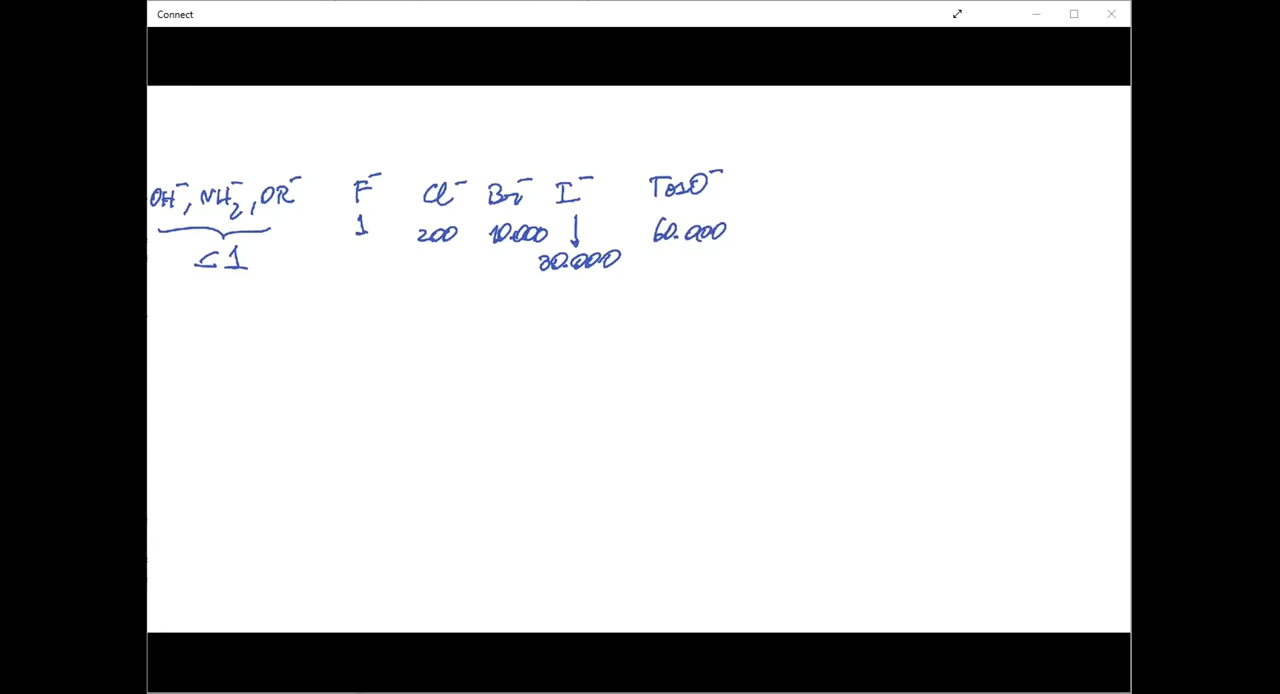 Connect
OH⁻, NH₂⁻, OR⁻ F⁻ Cl⁻ Br⁻ I⁻ TosO⁻
≤ 1 1 200 10.000 ↓ 60.000
30.000